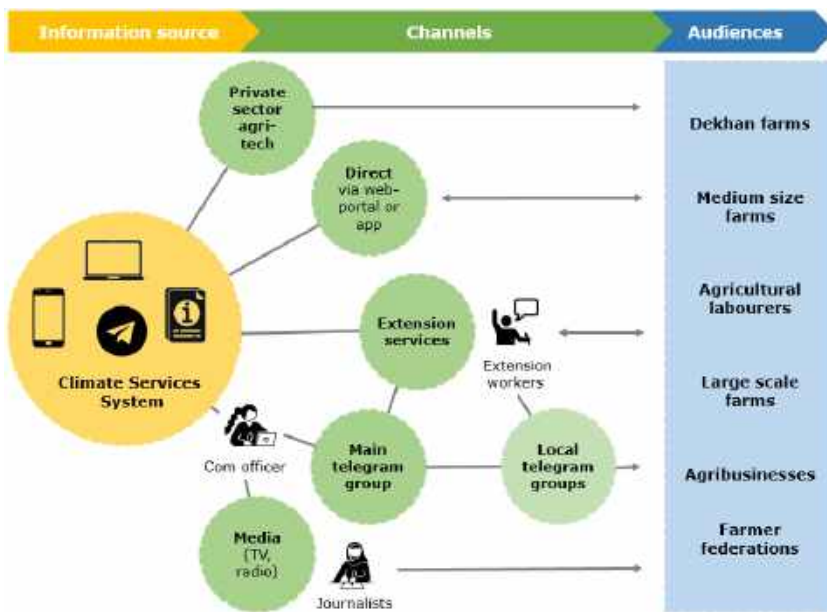 Information source
Channels
Audiences
Private
sector
agri-
tech
Dekhan farms
Direct
via web-
portal or
app
Medium size
farms
Extension
services
Extension
workers
Agricultural
labourers
Climate Services
System
Large scale
farms
Com officer
Main
telegram
group
Local
telegram
groups
Agribusinesses
Media
(TV,
radio)
Journalists
Farmer
federations